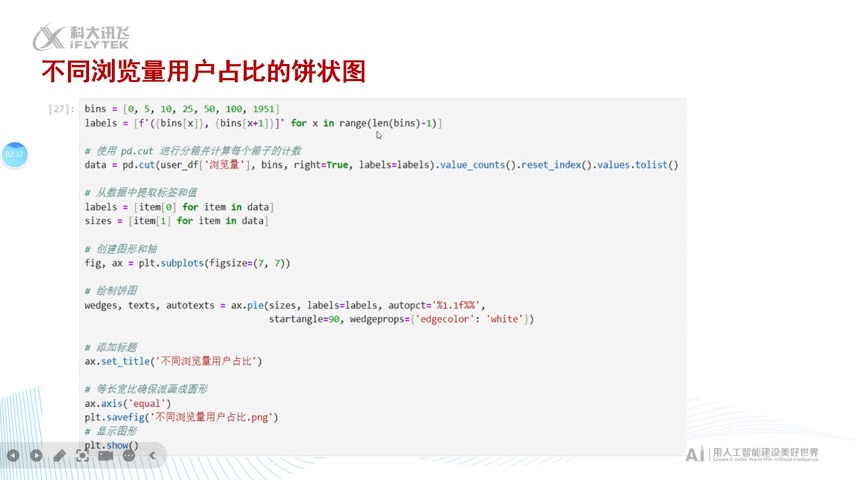 科大讯飞
iFLYTEK
不同浏览量用户占比的饼状图
[27]: bins = [0, 5, 10, 25, 50, 100, 1951]
labels = [f'({bins[x]}, {bins[x+1]}]' for x in range(len(bins)-1)]
# 使用 pd.cut 进行分箱并计算每个箱子的计数
data = pd.cut(user_df['浏览量'], bins, right=True, labels=labels).value_counts().reset_index().values.tolist()
# 从数据中提取标签和值
labels = [item[0] for item in data]
sizes = [item[1] for item in data]
# 创建图形和轴
fig, ax = plt.subplots(figsize=(7, 7))
# 绘制饼图
wedges, texts, autotexts = ax.pie(sizes, labels=labels, autopct='%1.1f%%',
startangle=90, wedgeprops={'edgecolor': 'white'})
# 添加标题
ax.set_title('不同浏览量用户占比')
# 等长宽比确保派画成圆形
ax.axis('equal')
plt.savefig('不同浏览量用户占比.png')
# 显示图形
plt.show()
02:37
AI 用人工智能建设美好世界
Create A Better World With Artificial Intelligence